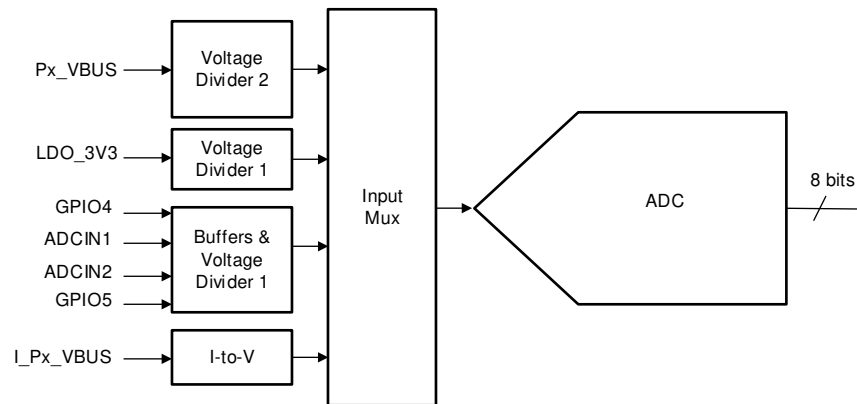 Px_VBUS
Voltage
Divider 2
LDO_3V3
Voltage
Divider 1
GPIO4
ADCIN1
ADCIN2
GPIO5
Buffers &
Voltage
Divider 1
I_Px_VBUS
I-to-V
Input
Mux
ADC
8 bits